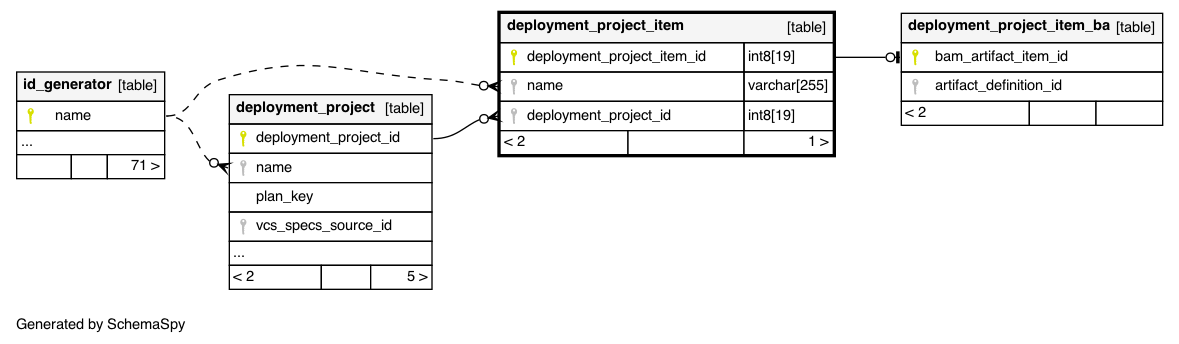 id_generator [table]
name
...
71 >
deployment_project [table]
deployment_project_id
name
plan_key
vcs_specs_source_id
...
< 2 5 >
deployment_project_item [table]
deployment_project_item_id int8[19]
name varchar[255]
deployment_project_id int8[19]
< 2 1 >
deployment_project_item_ba [table]
bam_artifact_item_id
artifact_definition_id
< 2
Generated by SchemaSpy